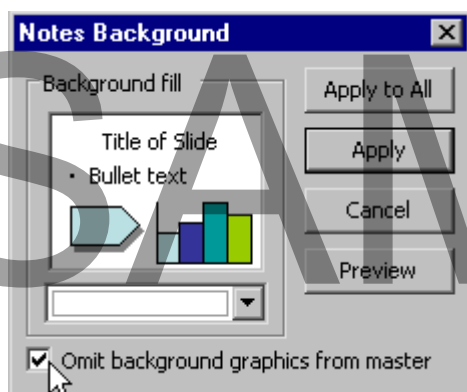 Notes Background
Background fill
Title of Slide
• Bullet text
Apply to All
Apply
Cancel
Preview
Omit background graphics from master
SAM